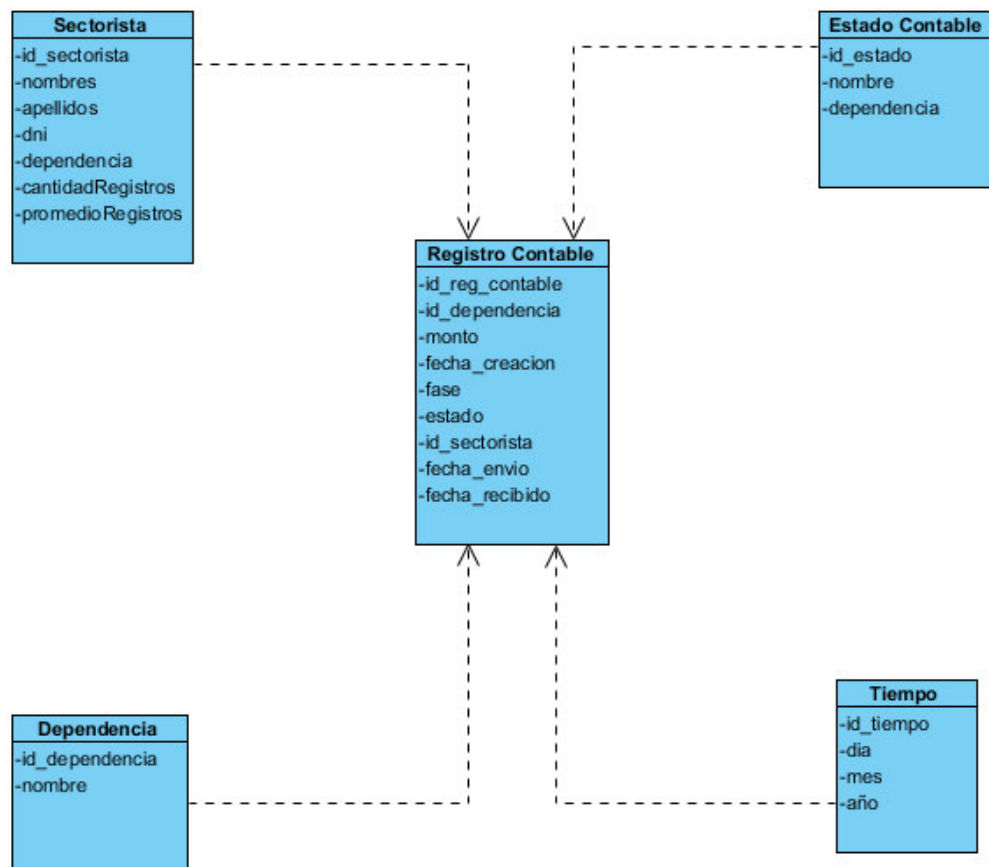 Sectorista
-id_sectorista
-nombres
-apellidos
-dni
-dependencia
-cantidadRegistros
-promedioRegistros
Estado Contable
-id_estado
-nombre
-dependencia
Registro Contable
-id_reg_contable
-id_dependencia
-monto
-fecha_creacion
-fase
-estado
-id_sectorista
-fecha_envio
-fecha_recibido
Dependencia
-id_dependencia
-nombre
Tiempo
-id_tiempo
-dia
-mes
-año